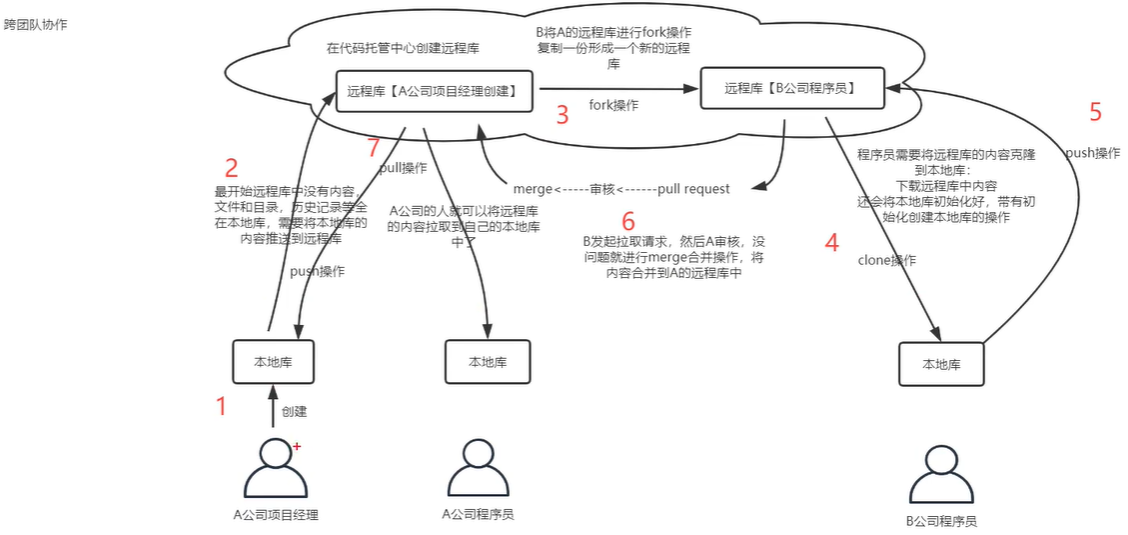 跨团队协作
B将A的远程库进行fork操作
复制一份形成一个新的远程
库
在代码托管中心创建远程库
远程库【A公司项目经理创建】
远程库【B公司程序员】
3
fork操作
5
push操作
2
最开始远程库中没有内容，
文件和目录，历史记录等全
在本地库，需要将本地库的
内容推送到远程库
push操作
7
pull操作
A公司的人就可以将远程库
的内容拉取到自己的本地库
中了
merge<-----审核<------pull request
6
B发起拉取请求，然后A审核，没
问题就进行merge合并操作，将
内容合并到A的远程库中
程序员需要将远程库的内容克隆
到本地库：
下载远程库中内容
还会将本地库初始化好，带有初
始化创建本地库的操作
4
clone操作
本地库
本地库
本地库
1
创建
A公司项目经理
A公司程序员
B公司程序员